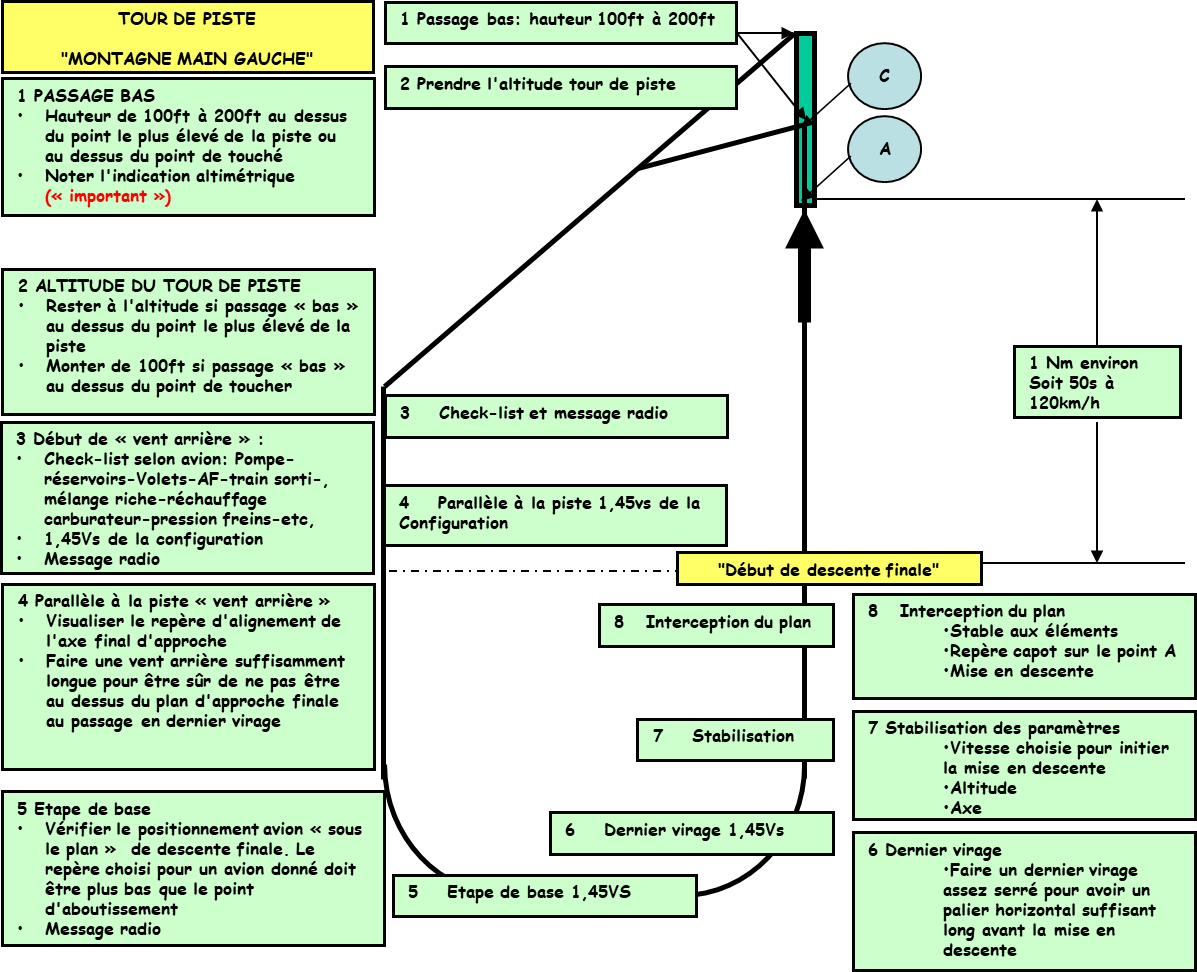 TOUR DE PISTE
"MONTAGNE MAIN GAUCHE"
1 PASSAGE BAS
• Hauteur de 100ft à 200ft au dessus
du point le plus élevé de la piste ou
au dessus du point de touché
• Noter l'indication altimétrique
(« important »)
2 ALTITUDE DU TOUR DE PISTE
• Rester à l'altitude si passage « bas »
au dessus du point le plus élevé de la
piste
• Monter de 100ft si passage « bas »
au dessus du point de toucher
3 Début de « vent arrière » :
• Check-list selon avion: Pompe-
réservoirs-Volets-AF-train sorti-,
mélange riche-réchauffage
carburateur-pression freins-etc,
• 1,45Vs de la configuration
• Message radio
4 Parallèle à la piste « vent arrière »
• Visualiser le repère d'alignement de
l'axe final d'approche
• Faire une vent arrière suffisamment
longue pour être sûr de ne pas être
au dessus du plan d'approche finale
au passage en dernier virage
5 Etape de base
• Vérifier le positionnement avion « sous
le plan » de descente finale. Le
repère choisi pour un avion donné doit
être plus bas que le point
d'aboutissement
• Message radio
1 Passage bas: hauteur 100ft à 200ft
2 Prendre l'altitude tour de piste
C
A
1 Nm environ
Soit 50s à
120km/h
3 Check-list et message radio
4 Parallèle à la piste 1,45vs de la
Configuration
"Début de descente finale"
8 Interception du plan
7 Stabilisation
6 Dernier virage 1,45Vs
5 Etape de base 1,45VS
8 Interception du plan
•Stable aux éléments
•Repère capot sur le point A
•Mise en descente
7 Stabilisation des paramètres
•Vitesse choisie pour initier
la mise en descente
•Altitude
•Axe
6 Dernier virage
•Faire un dernier virage
assez serré pour avoir un
palier horizontal suffisant
long avant la mise en
descente